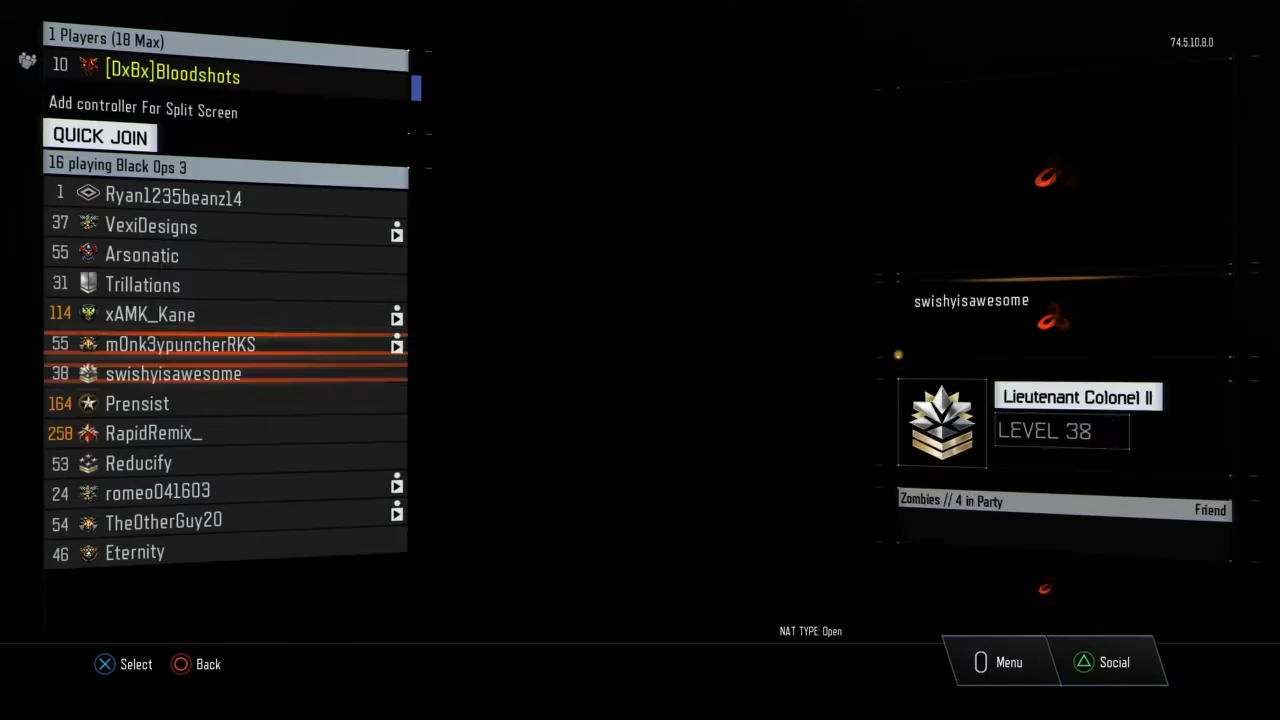 1 Players (18 Max)
10 [DxBx]Bloodshots
Add controller For Split Screen
QUICK JOIN
16 playing Black Ops 3
1 Ryan1235beanz14
37 VexiDesigns
55 Arsonatic
31 Trillations
114 xAMK_Kane
55 m0nk3ypuncherRKS
38 swishyisawesome
164 Prensist
258 RapidRemix_
53 Reducify
24 romeo041603
54 TheOtherGuy20
46 Eternity
74.5.10.8.0
swishyisawesome
Lieutenant Colonel II
LEVEL 38
Zombies // 4 in Party
Friend
NAT TYPE: Open
Select Back
Menu Social